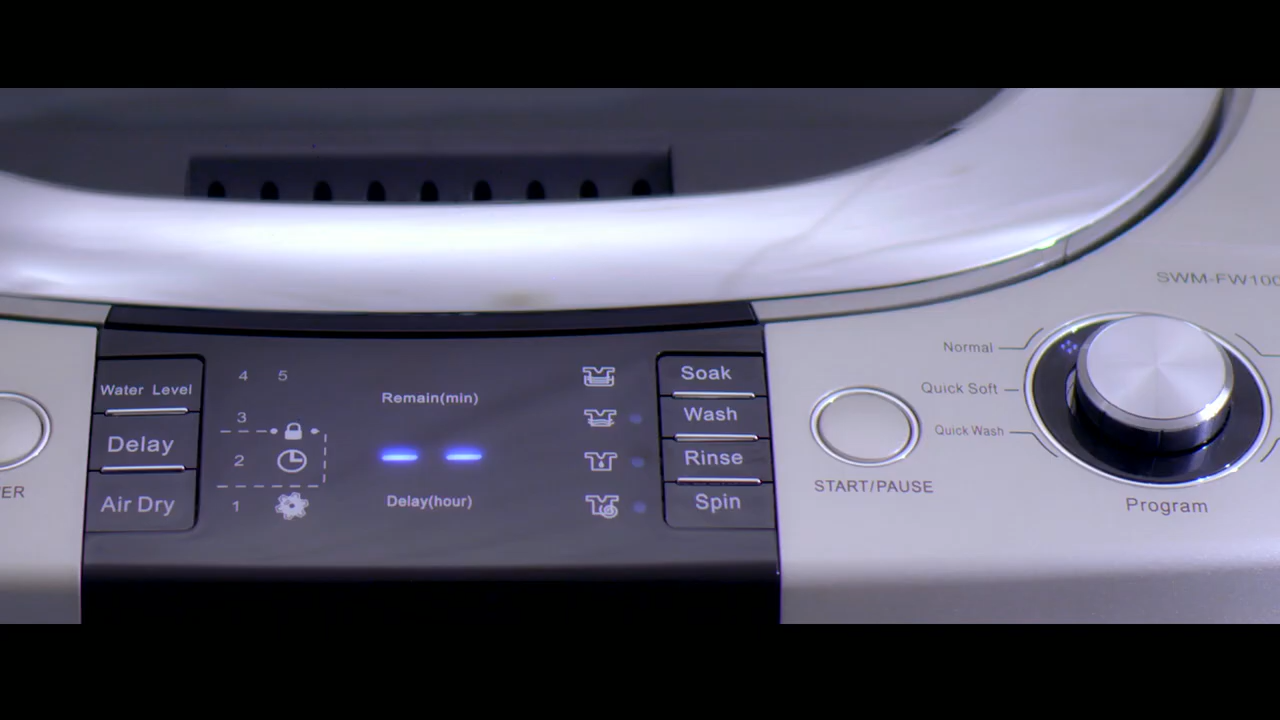 SWM-FW100
Normal
Quick Soft
Quick Wash
Program
START/PAUSE
Soak
Wash
Rinse
Spin
Remain(min)
Delay(hour)
4 5
3
2
1
Water Level
Delay
Air Dry
ER